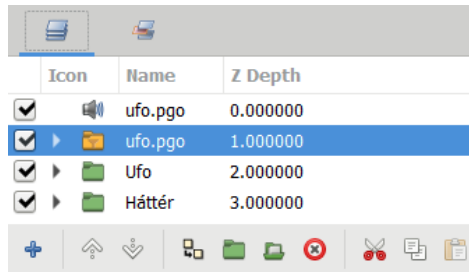 Icon Name Z Depth
ufo.pgo 0.000000
ufo.pgo 1.000000
Ufo 2.000000
Háttér 3.000000